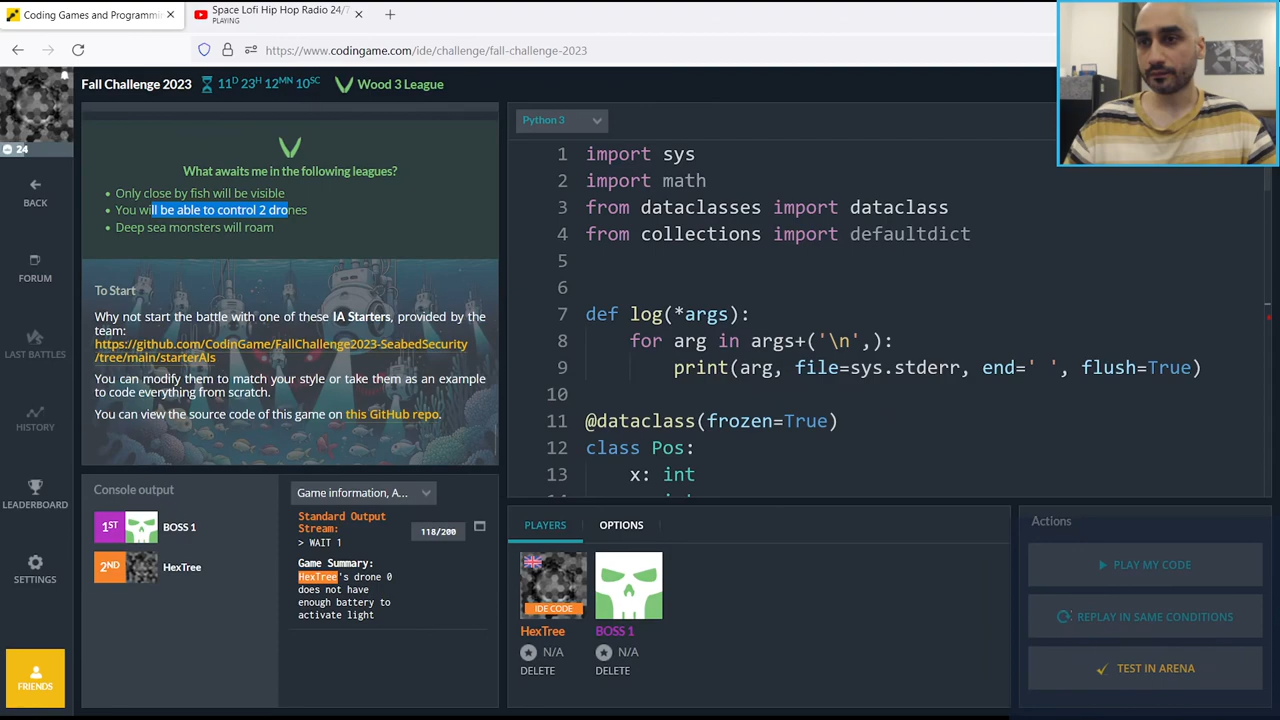 Coding Games and Programmi
Space Lofi Hip Hop Radio 24/7
PLAYING
https://www.codingame.com/ide/challenge/fall-challenge-2023
24
BACK
FORUM
LAST BATTLES
HISTORY
LEADERBOARD
SETTINGS
FRIENDS
Fall Challenge 2023 11D 23H 12MN 10SC Wood 3 League
What awaits me in the following leagues?
• Only close by fish will be visible
• You will be able to control 2 drones
• Deep sea monsters will roam
To Start
Why not start the battle with one of these IA Starters, provided by the
team:
https://github.com/CodinGame/FallChallenge2023-SeabedSecurity
/tree/main/starterAIs
You can modify them to match your style or take them as an example
to code everything from scratch.
You can view the source code of this game on this GitHub repo.
Console output
1ST BOSS 1
2ND HexTree
Game information, A...
Standard Output
Stream:
> WAIT 1
118/200
Game Summary:
HexTree's drone 0
does not have
enough battery to
activate light
Python 3
1 import sys
2 import math
3 from dataclasses import dataclass
4 from collections import defaultdict
5
6
7 def log(*args):
8 for arg in args+('\n',):
9 print(arg, file=sys.stderr, end=' ', flush=True)
10
11 @dataclass(frozen=True)
12 class Pos:
13 x: int
PLAYERS OPTIONS
IDE CODE
HexTree
N/A
DELETE
BOSS 1
N/A
DELETE
Actions
PLAY MY CODE
REPLAY IN SAME CONDITIONS
TEST IN ARENA